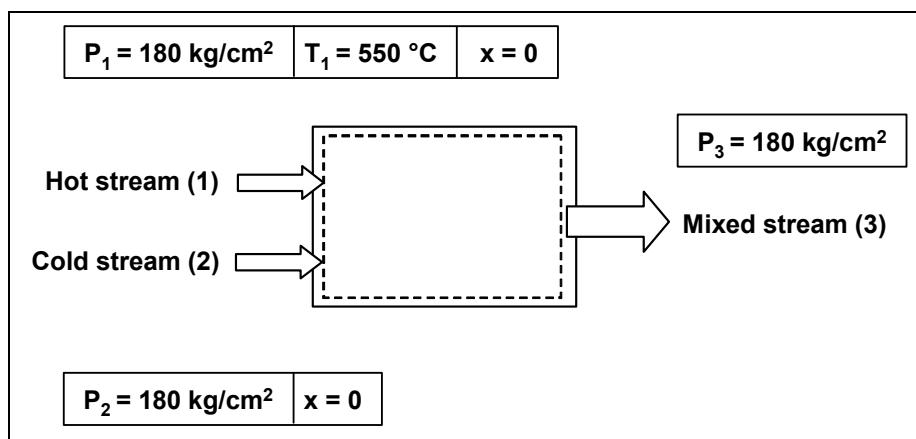 P₁ = 180 kg/cm² T₁ = 550 °C x = 0
P₃ = 180 kg/cm²
Hot stream (1)
Mixed stream (3)
Cold stream (2)
P₂ = 180 kg/cm² x = 0